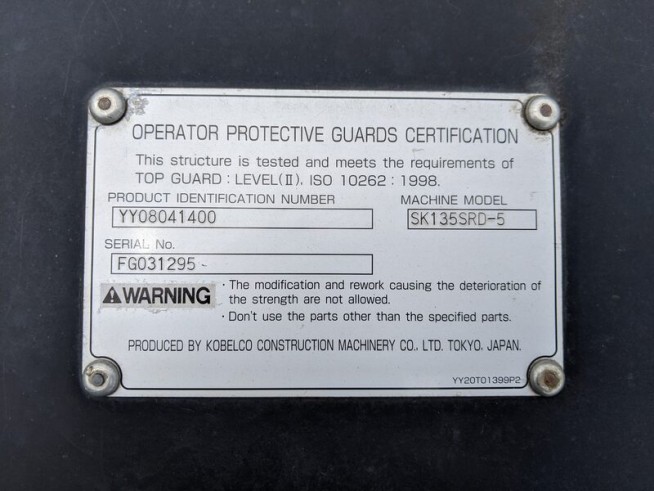 OPERATOR PROTECTIVE GUARDS CERTIFICATION
This structure is tested and meets the requirements of
TOP GUARD : LEVEL(Ⅱ), ISO 10262 : 1998.
PRODUCT IDENTIFICATION NUMBER MACHINE MODEL
YY08041400 SK135SRD-5
SERIAL No.
FG031295-
WARNING · The modification and rework causing the deterioration of
the strength are not allowed.
· Don't use the parts other than the specified parts.
PRODUCED BY KOBELCO CONSTRUCTION MACHINERY CO., LTD. TOKYO, JAPAN.
YY20T01399P2